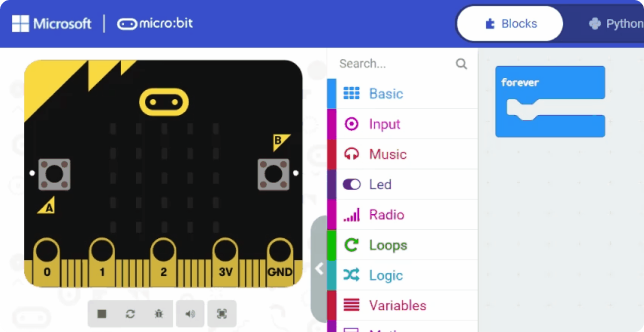 Microsoft micro:bit Blocks Python
Search...
Basic
Input
Music
Led
Radio
Loops
Logic
Variables
forever
B
A
0 1 2 3V GND